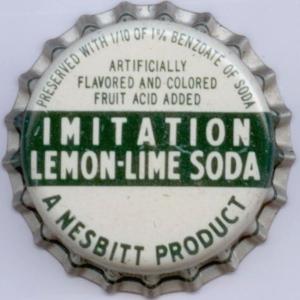 PRESERVED WITH 1/10 OF 1% BENZOATE OF SODA
ARTIFICIALLY
FLAVORED AND COLORED
FRUIT ACID ADDED
IMITATION
LEMON-LIME SODA
A NESBITT PRODUCT